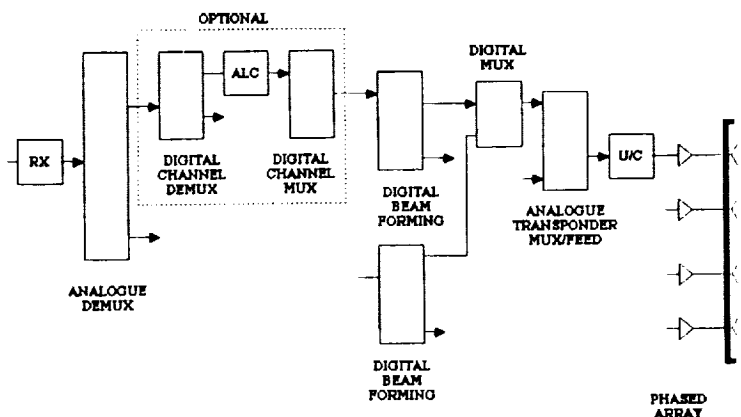 OPTIONAL
ALC
DIGITAL
MUX
RX
U/C
DIGITAL
CHANNEL
DEMUX
DIGITAL
CHANNEL
MUX
DIGITAL
BEAM
FORMING
ANALOGUE
TRANSPONDER
MUX/FEED
ANALOGUE
DEMUX
DIGITAL
BEAM
FORMING
PHASED
ARRAY